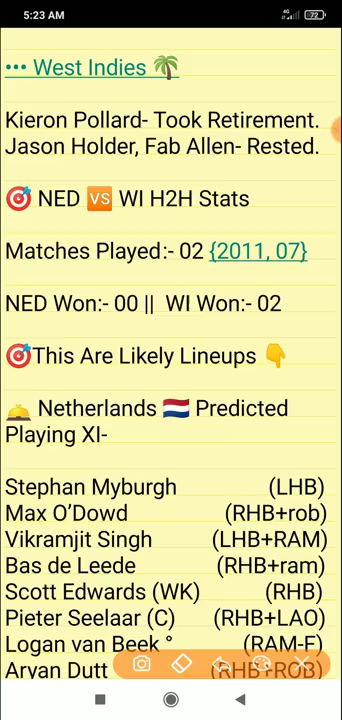 5:23 AM 4G 72
••• West Indies 🌴
Kieron Pollard- Took Retirement.
Jason Holder, Fab Allen- Rested.
🎯 NED 🆚 WI H2H Stats
Matches Played:- 02 {2011, 07}
NED Won:- 00 || WI Won:- 02
🎯This Are Likely Lineups 👇
🛎️ Netherlands 🇳🇱 Predicted
Playing XI-
Stephan Myburgh (LHB)
Max O’Dowd (RHB+rob)
Vikramjit Singh (LHB+RAM)
Bas de Leede (RHB+ram)
Scott Edwards (WK) (RHB)
Pieter Seelaar (C) (RHB+LAO)
Logan van Beek ° (RAM-F)
Aryan Dutt (RHB+ROB)